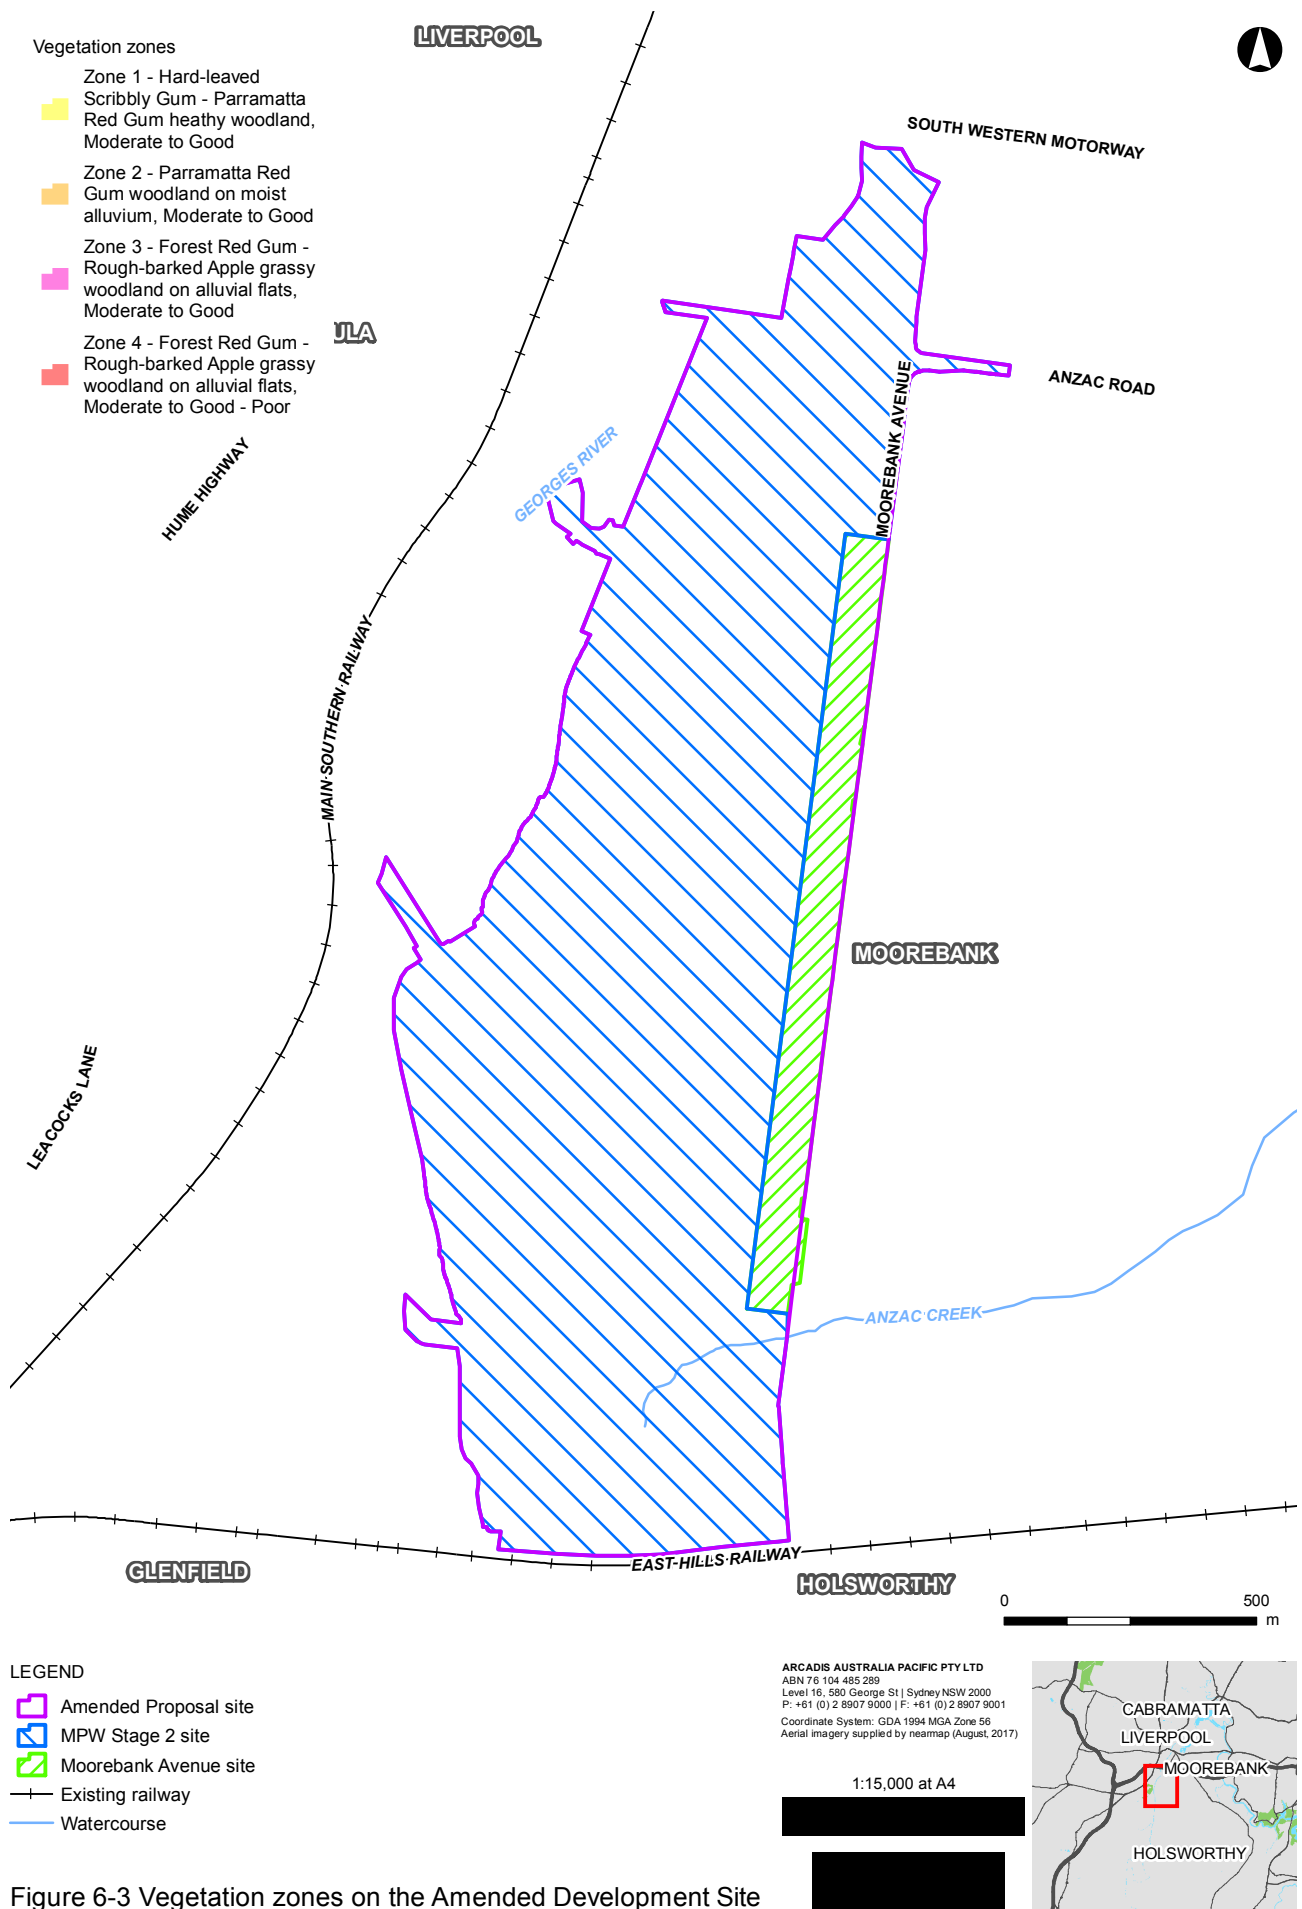 Vegetation zones
Zone 1 - Hard-leaved
Scribbly Gum - Parramatta
Red Gum heathy woodland,
Moderate to Good
Zone 2 - Parramatta Red
Gum woodland on moist
alluvium, Moderate to Good
Zone 3 - Forest Red Gum -
Rough-barked Apple grassy
woodland on alluvial flats,
Moderate to Good
Zone 4 - Forest Red Gum -
Rough-barked Apple grassy
woodland on alluvial flats,
Moderate to Good - Poor
LIVERPOOL
SOUTH WESTERN MOTORWAY
ULA
ANZAC ROAD
MOOREBANK AVENUE
GEORGES RIVER
HUME HIGHWAY
MAIN SOUTHERN RAILWAY
MOOREBANK
LEACOCKS LANE
ANZAC CREEK
EAST HILLS RAILWAY
GLENFIELD
HOLSWORTHY
0 500
m
LEGEND
Amended Proposal site
MPW Stage 2 site
Moorebank Avenue site
Existing railway
Watercourse
ARCADIS AUSTRALIA PACIFIC PTY LTD
ABN 76 104 485 289
Level 16, 580 George St | Sydney NSW 2000
P: +61 (0) 2 8907 9000 | F: +61 (0) 2 8907 9001
Coordinate System: GDA 1994 MGA Zone 56
Aerial imagery supplied by nearmap (August, 2017)
1:15,000 at A4
CABRAMATTA
LIVERPOOL
MOOREBANK
HOLSWORTHY
Figure 6-3 Vegetation zones on the Amended Development Site